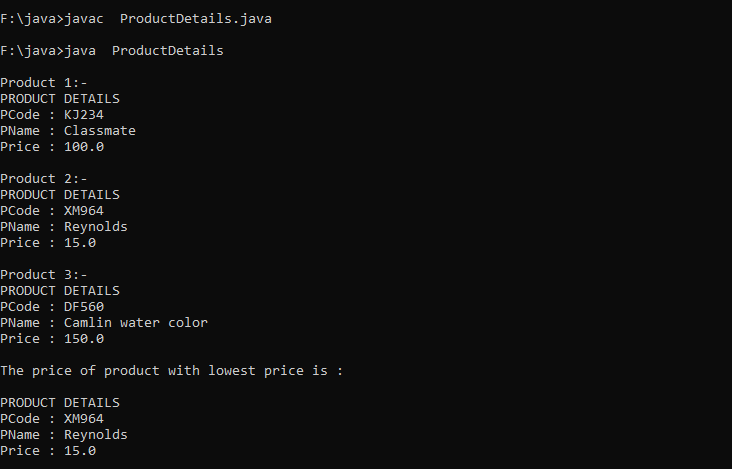 F:\java>javac  ProductDetails.java
F:\java>java  ProductDetails
Product 1:-
PRODUCT DETAILS
PCode : KJ234
PName : Classmate
Price : 100.0
Product 2:-
PRODUCT DETAILS
PCode : XM964
PName : Reynolds
Price : 15.0
Product 3:-
PRODUCT DETAILS
PCode : DF560
PName : Camlin water color
Price : 150.0
The price of product with lowest price is :
PRODUCT DETAILS
PCode : XM964
PName : Reynolds
Price : 15.0